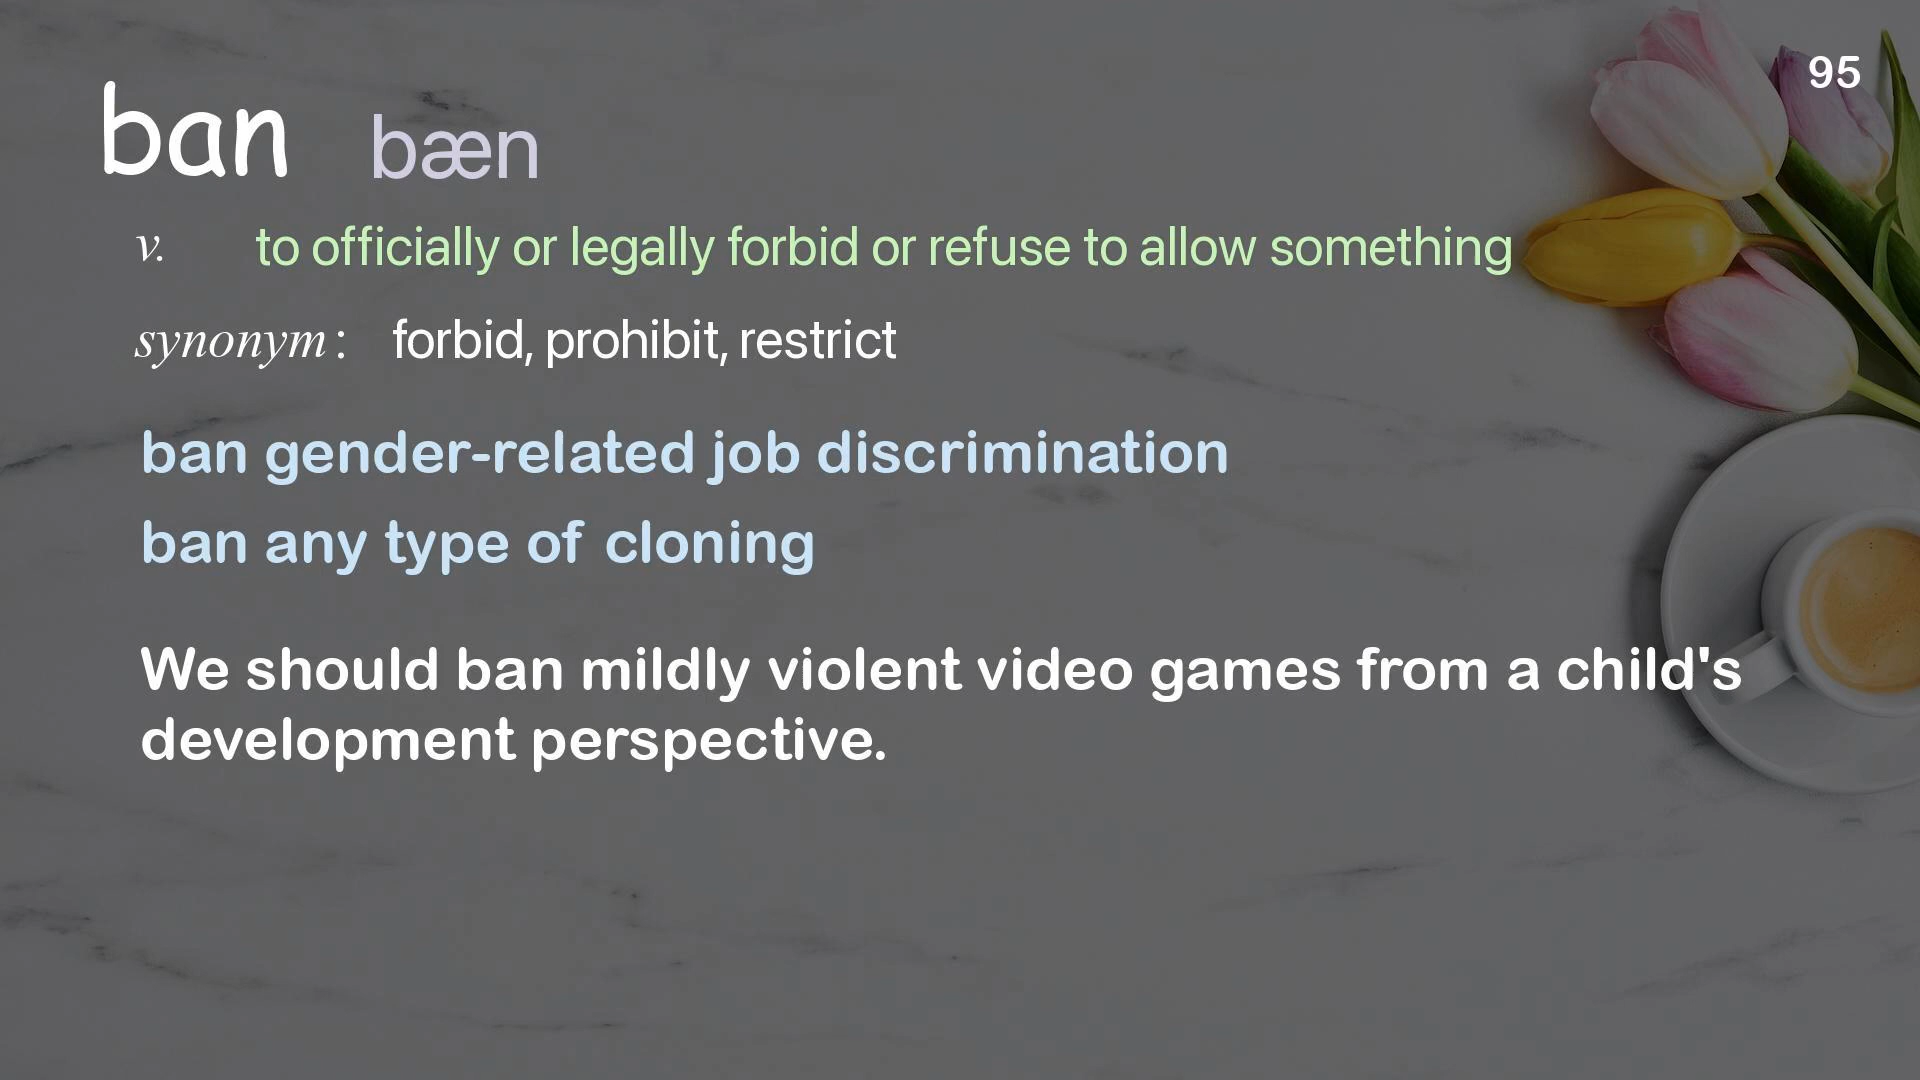 95
ban bæn
v. to officially or legally forbid or refuse to allow something
synonym: forbid, prohibit, restrict
ban gender-related job discrimination
ban any type of cloning
We should ban mildly violent video games from a child's
development perspective.